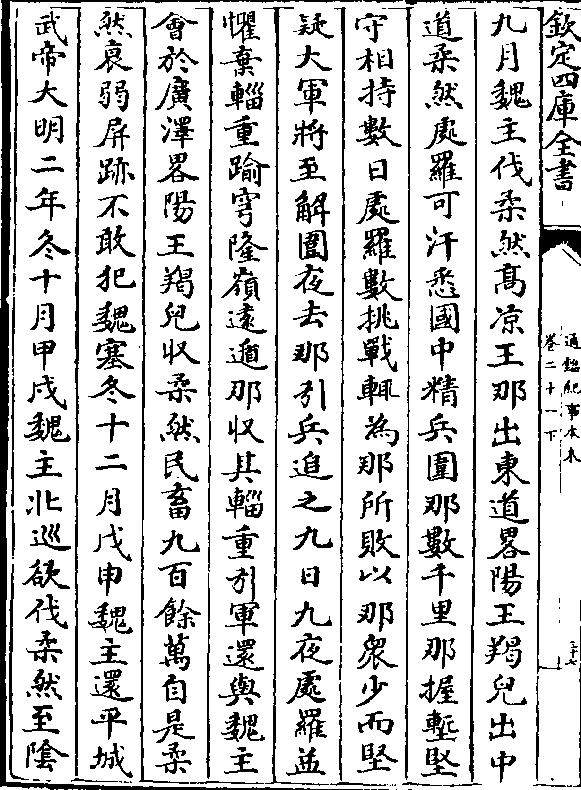 欽定四庫全書
通鑑紀事本末
卷二十一下
三十七
九月魏主伐柔然高涼王那出東道畧陽王羯兒出中
道柔然處羅可汗悉國中精兵圍那數千里那掘塹堅
守相持數日處羅數挑戰輒為那所敗以那衆少而堅
疑大軍將至解圍夜去那引兵追之九日九夜處羅益
懼棄輜重踰穹隆嶺遠遁那收其輜重引軍還與魏主
會於廣澤畧陽王羯兒收柔然民畜九百餘萬自是柔
然衰弱屏跡不敢犯魏塞冬十二月戊申魏主還平城
武帝大明二年冬十月甲戌魏主北巡欲伐柔然至陰